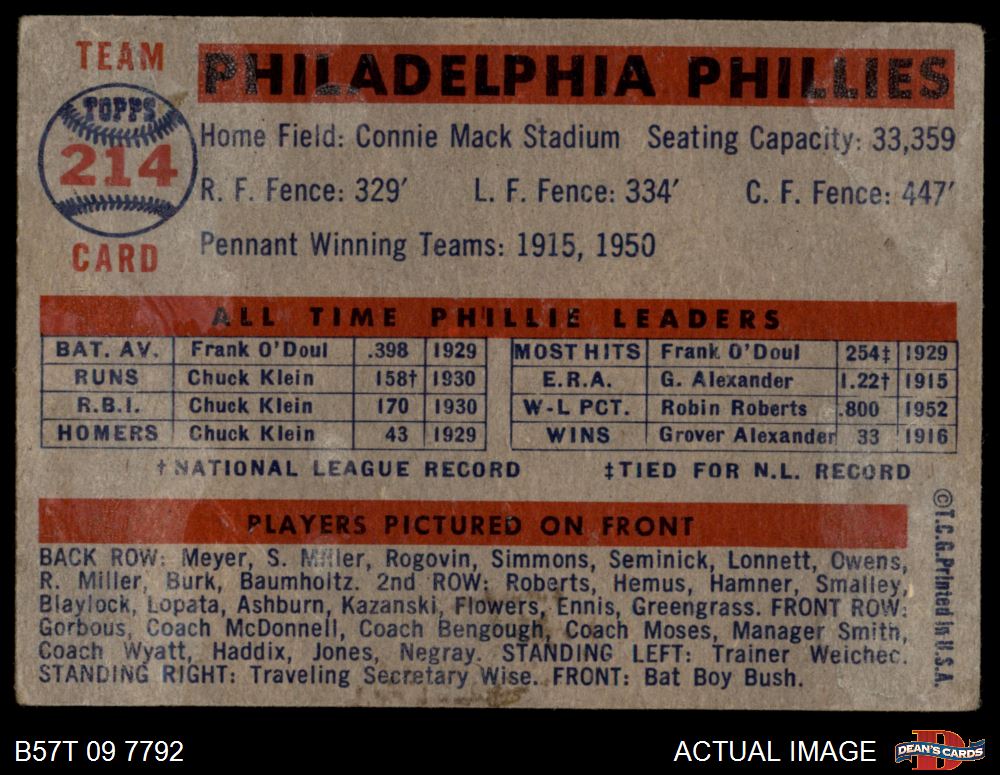 TEAM
TOPPS
214
CARD
PHILADELPHIA PHILLIES
Home Field: Connie Mack Stadium Seating Capacity: 33,359
R. F. Fence: 329′ L. F. Fence: 334′ C. F. Fence: 447′
Pennant Winning Teams: 1915, 1950
ALL TIME PHILLIE LEADERS
BAT. AV. Frank O'Doul .398 1929 MOST HITS Frank O'Doul 254‡ 1929
RUNS Chuck Klein 158† 1930 E.R.A. G. Alexander 1.22† 1915
R.B.I. Chuck Klein 170 1930 W-L PCT. Robin Roberts .800 1952
HOMERS Chuck Klein 43 1929 WINS Grover Alexander 33 1916
†NATIONAL LEAGUE RECORD ‡TIED FOR N.L. RECORD
PLAYERS PICTURED ON FRONT
BACK ROW: Meyer, S. Miller, Rogovin, Simmons, Seminick, Lonnett, Owens,
R. Miller, Burk, Baumholtz. 2nd ROW: Roberts, Hemus, Hamner, Smalley,
Blaylock, Lopata, Ashburn, Kazanski, Flowers, Ennis, Greengrass. FRONT ROW:
Gorbous, Coach McDonnell, Coach Bengough, Coach Moses, Manager Smith,
Coach Wyatt, Haddix, Jones, Negray. STANDING LEFT: Trainer Weichec.
STANDING RIGHT: Traveling Secretary Wise. FRONT: Bat Boy Bush.
©T.C.G. Printed in U.S.A.
B57T 09 7792
ACTUAL IMAGE
DEAN'S CARDS